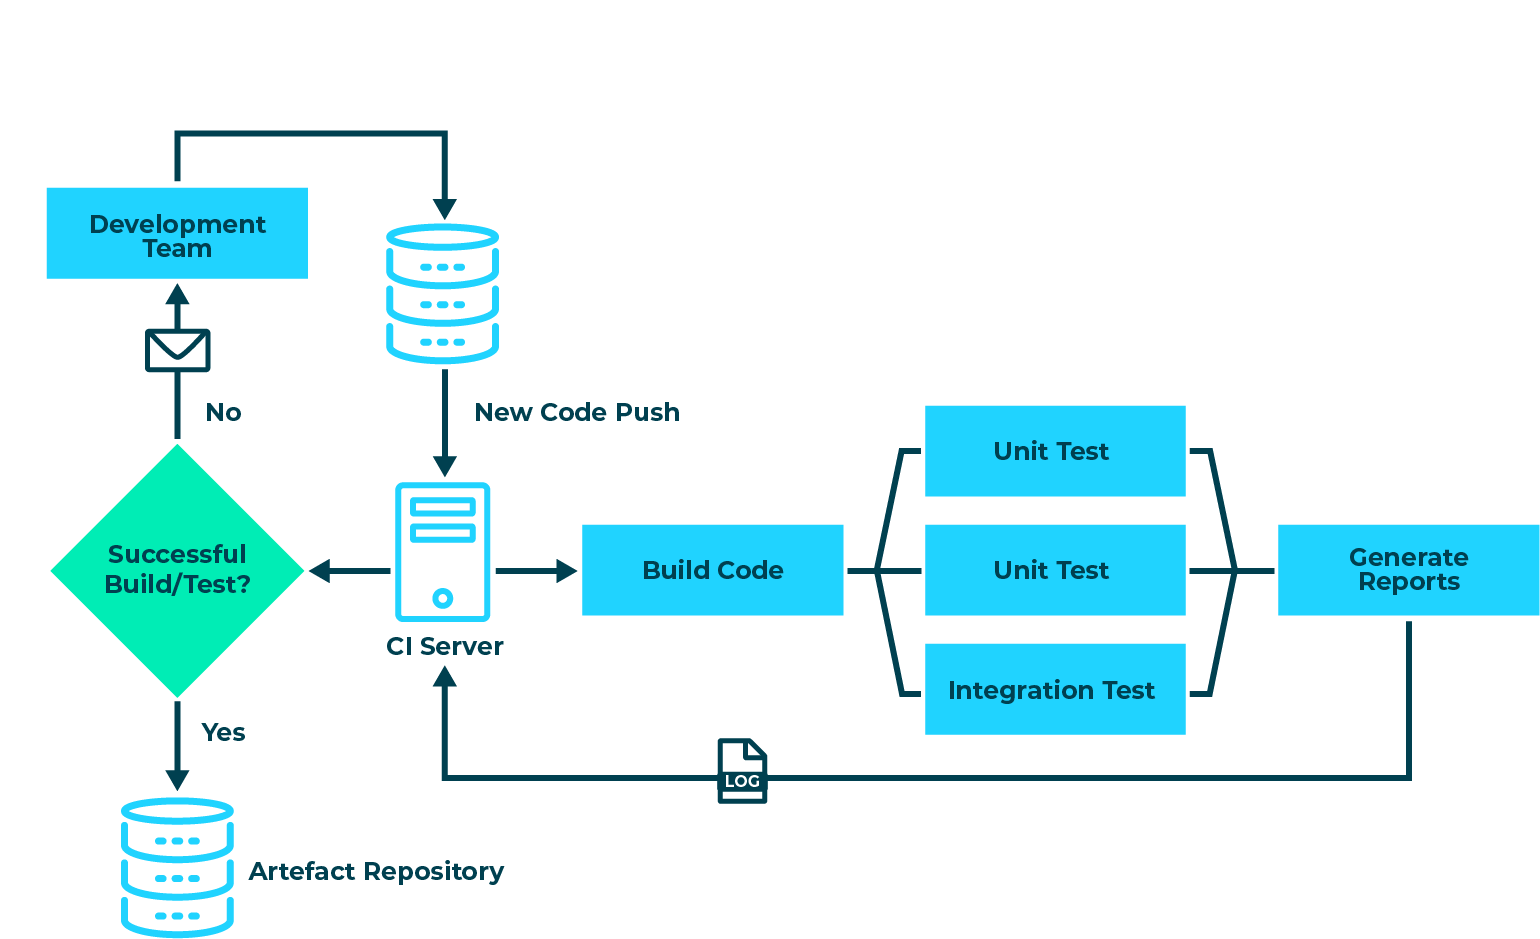 Development
Team
No
New Code Push
Unit Test
Successful
Build/Test?
Build Code
Unit Test
Generate
Reports
CI Server
Integration Test
Yes
LOG
Artefact Repository